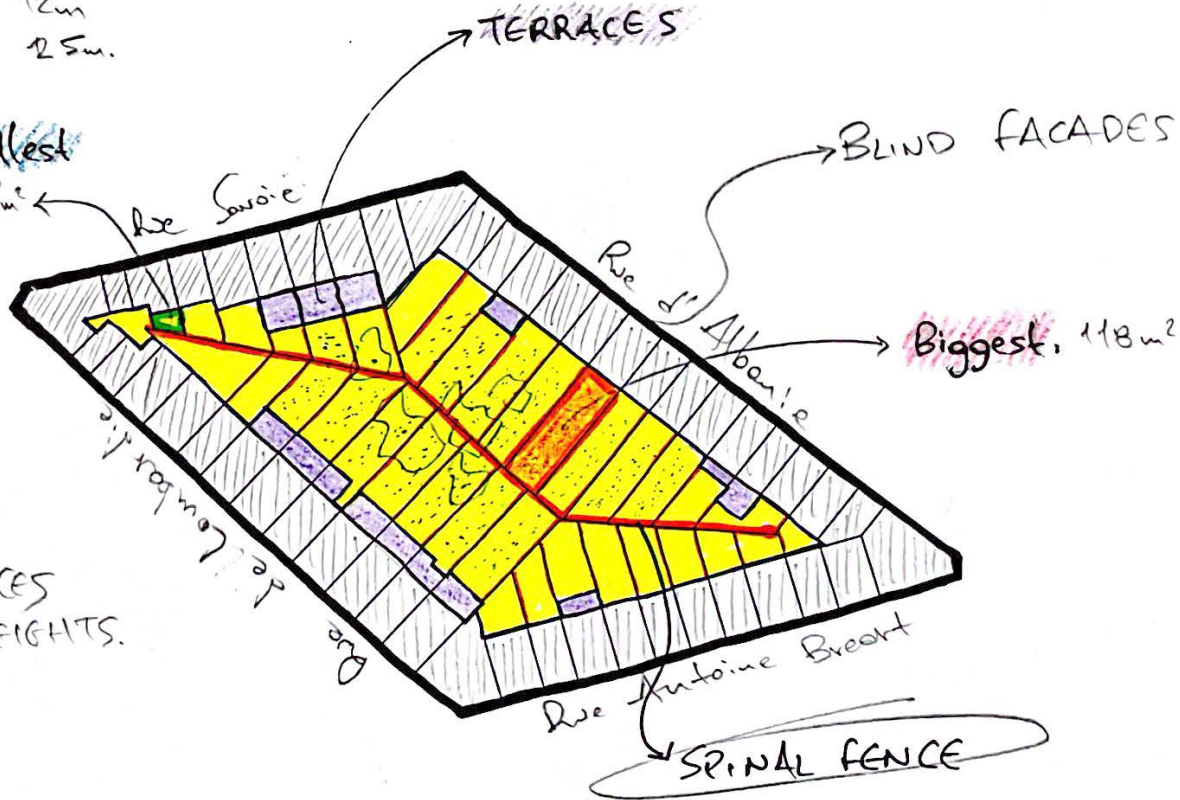 12m
25m.
TERRACES
BLIND FACADES
llest
m²
Rue Savoie
Rue d'Albanie
Biggest. 118m²
Rue de Lombardie
CES
EIGHTS.
Rue Antoine Breart
SPINAL FENCE